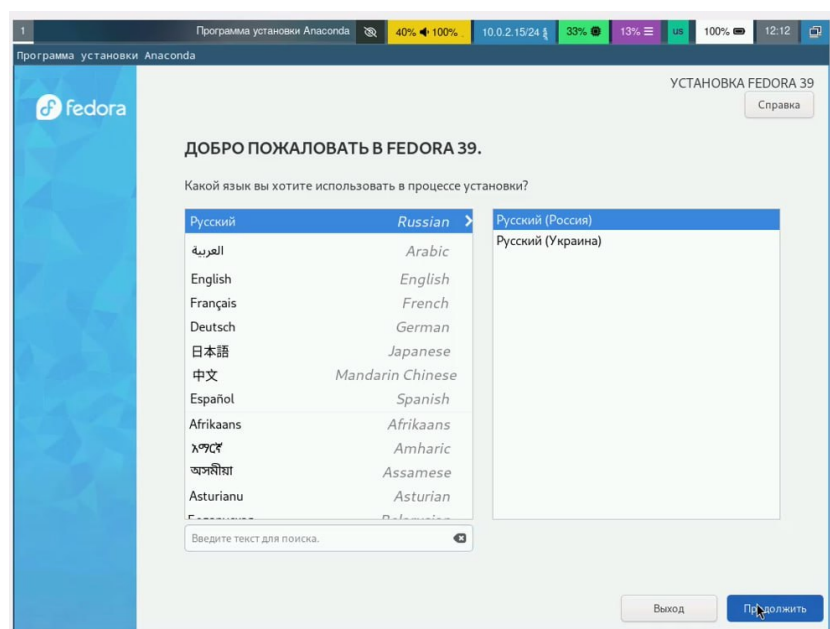 1 Программа установки Anaconda 40% 100% 10.0.2.15/24 33% 13% us 100% 12:12
Программа установки Anaconda
fedora
УСТАНОВКА FEDORA 39
Справка
ДОБРО ПОЖАЛОВАТЬ В FEDORA 39.
Какой язык вы хотите использовать в процессе установки?
Русский Russian
العربية Arabic
English English
Français French
Deutsch German
日本語 Japanese
中文 Mandarin Chinese
Español Spanish
Afrikaans Afrikaans
አማርኛ Amharic
অসমীয়া Assamese
Asturianu Asturian
Русский (Россия)
Русский (Украина)
Введите текст для поиска.
Выход
Продолжить